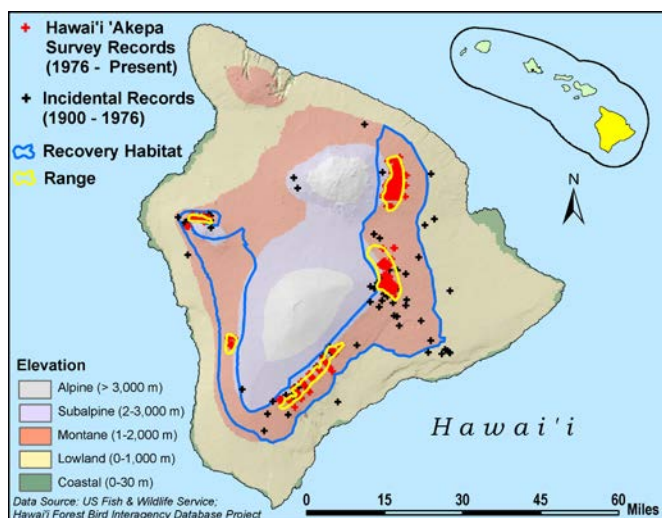 Hawai'i 'Akepa
Survey Records
(1976 - Present)
Incidental Records
(1900 - 1976)
Recovery Habitat
Range
N
Elevation
Alpine (> 3,000 m)
Subalpine (2-3,000 m)
Montane (1-2,000 m)
Lowland (0-1,000 m)
Coastal (0-30 m)
Data Source: US Fish & Wildlife Service;
Hawai'i Forest Bird Interagency Database Project
Hawai'i
0 15 30 45 60
Miles